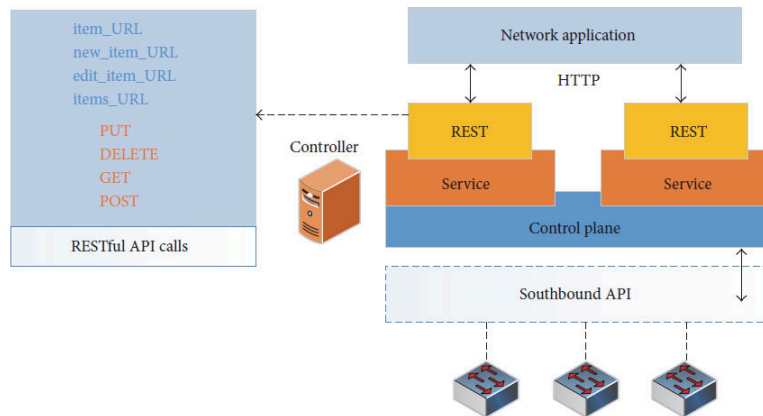 item_URL
new_item_URL
edit_item_URL
items_URL
PUT
DELETE
GET
POST
RESTful API calls
Network application
HTTP
REST
REST
Controller
Service
Service
Control plane
Southbound API